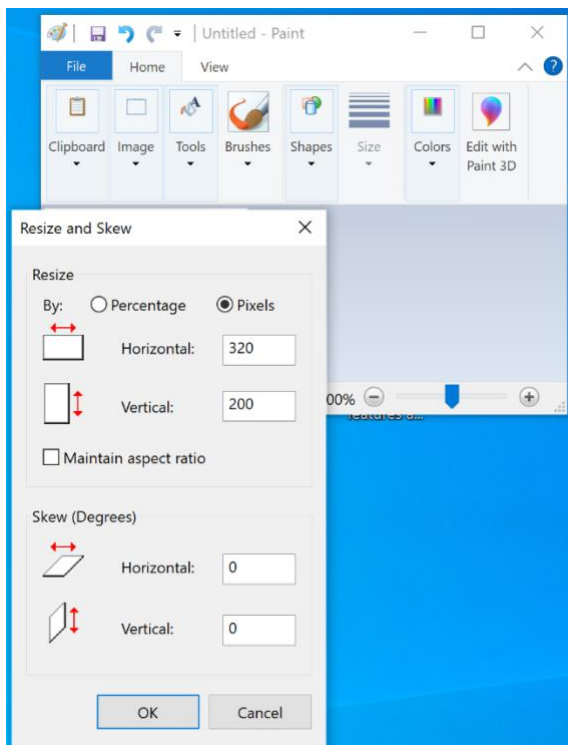 Untitled - Paint
File Home View
Clipboard Image Tools Brushes Shapes Size Colors Edit with
Paint 3D
Resize and Skew
Resize
By: Percentage Pixels
Horizontal: 320
Vertical: 200
00%
Maintain aspect ratio
Skew (Degrees)
Horizontal: 0
Vertical: 0
OK Cancel